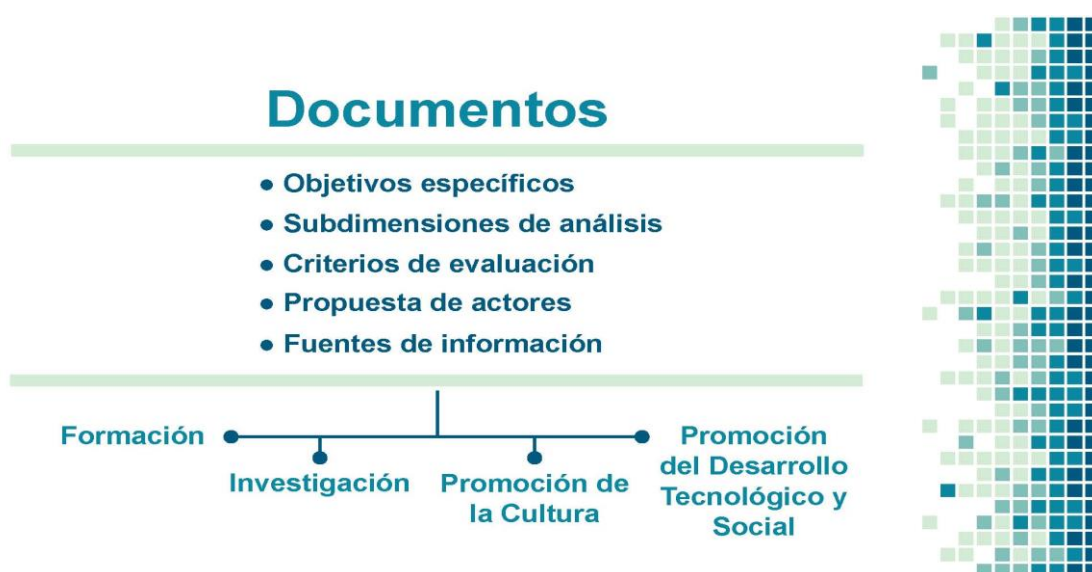 Documentos
● Objetivos específicos
● Subdimensiones de análisis
● Criterios de evaluación
● Propuesta de actores
● Fuentes de información
Formación
Investigación
Promoción de
la Cultura
Promoción
del Desarrollo
Tecnológico y
Social